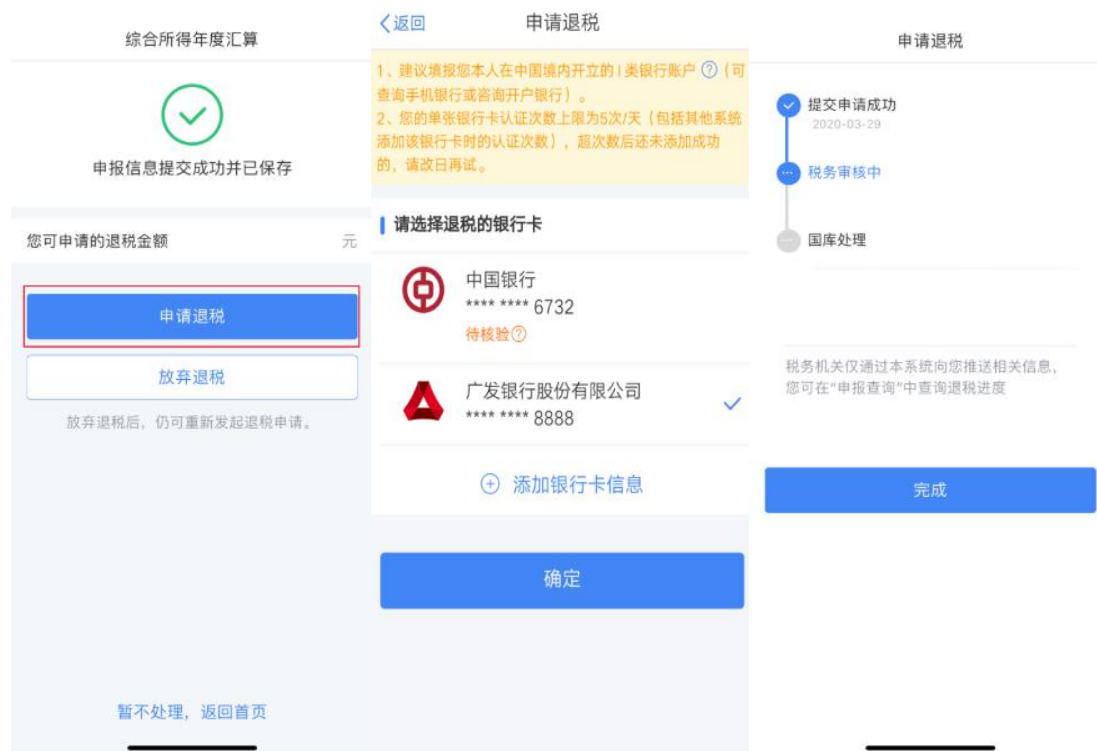 综合所得年度汇算
申报信息提交成功并已保存
您可申请的退税金额 元
申请退税
放弃退税
放弃退税后，仍可重新发起退税申请。
暂不处理，返回首页
返回 申请退税
1、建议填报您本人在中国境内开立的I类银行账户?（可
查询手机银行或咨询开户银行）。
2、您的单张银行卡认证次数上限为5次/天（包括其他系统
添加该银行卡时的认证次数），超次数后还未添加成功
的，请改日再试。
请选择退税的银行卡
中国银行
**** **** 6732
待核验?
广发银行股份有限公司
**** **** 8888
添加银行卡信息
确定
申请退税
提交申请成功
2020-03-29
税务审核中
国库处理
税务机关仅通过本系统向您推送相关信息，
您可在“申报查询”中查询退税进度
完成